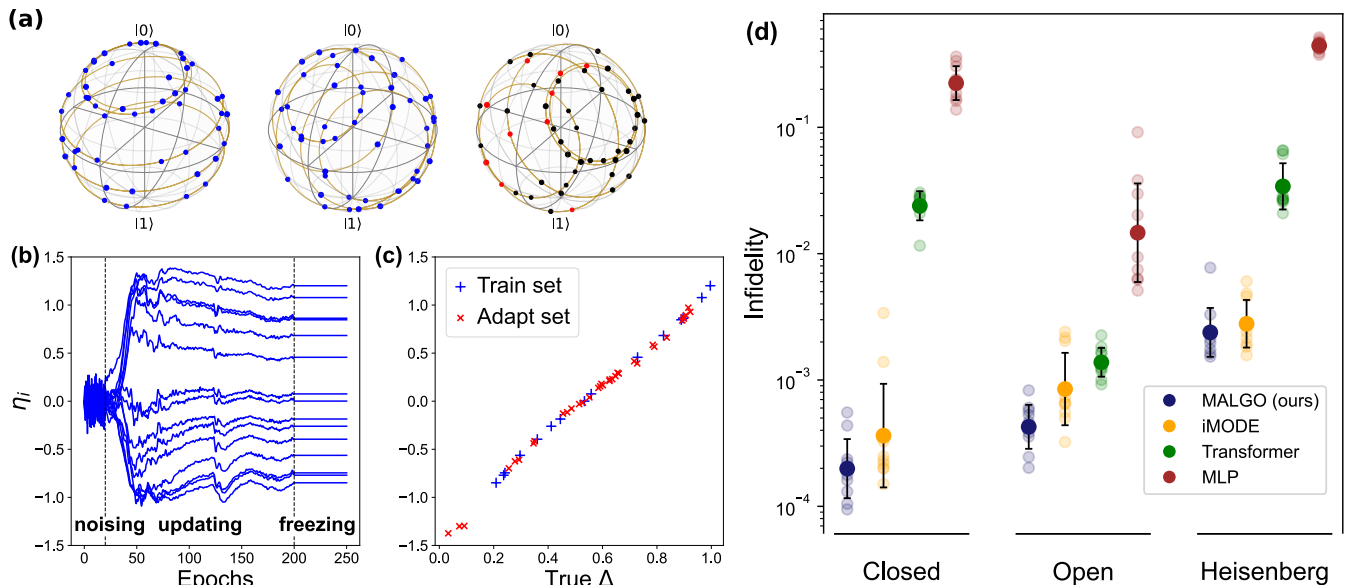 (a)
|0⟩
|0⟩
|0⟩
|1⟩
|1⟩
|1⟩
(b)
1.5
1.0
0.5
0.0
−0.5
−1.0
−1.5
ηi
noising
updating
freezing
0
50
100
150
200
250
Epochs
(c)
1.5
1.0
0.5
0.0
−0.5
−1.0
−1.5
Train set
Adapt set
0.0
0.2
0.4
0.6
0.8
1.0
True Δ
(d)
Infidelity
10⁻¹
10⁻²
10⁻³
10⁻⁴
MALGO (ours)
iMODE
Transformer
MLP
Closed
Open
Heisenberg